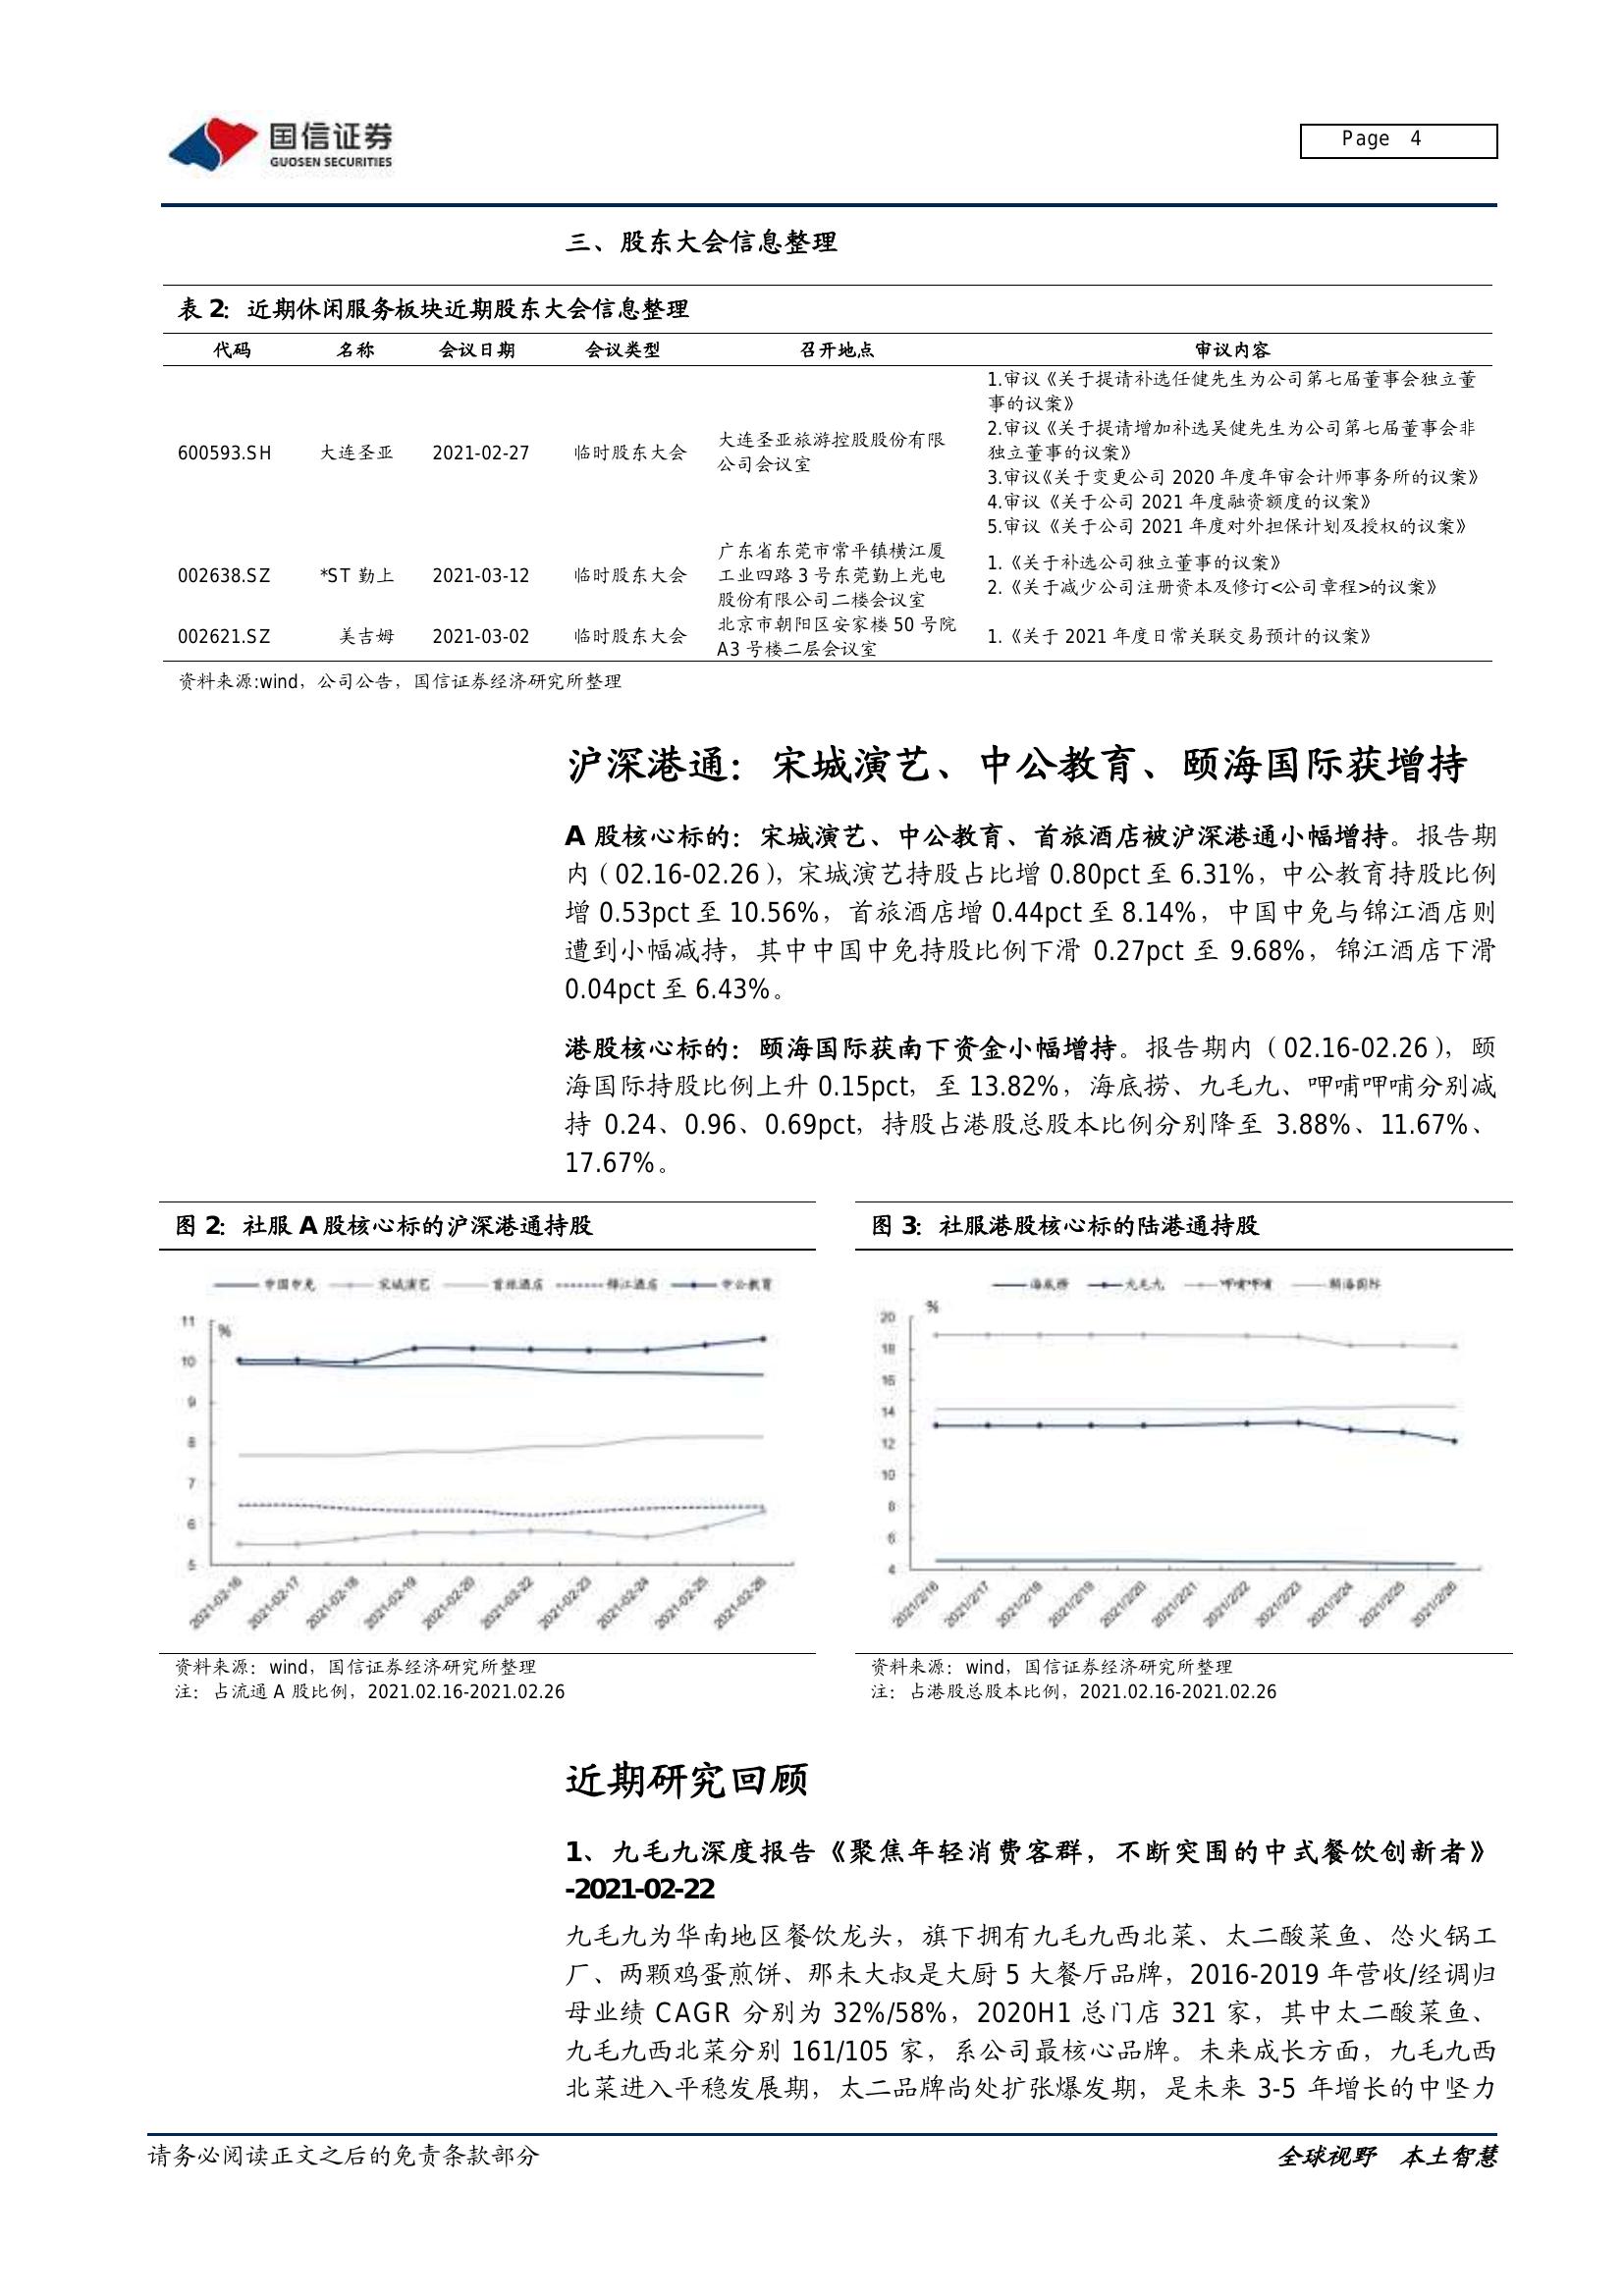 国信证券
GUOSEN SECURITIES
Page 4
三、股东大会信息整理
表 2：近期休闲服务板块近期股东大会信息整理
代码 名称 会议日期 会议类型 召开地点 审议内容
600593.SH 大连圣亚 2021-02-27 临时股东大会
大连圣亚旅游控股股份有限
公司会议室
1.审议《关于提请补选任健先生为公司第七届董事会独立董
事的议案》
2.审议《关于提请增加补选吴健先生为公司第七届董事会非
独立董事的议案》
3.审议《关于变更公司 2020 年度年审会计师事务所的议案》
4.审议《关于公司 2021 年度融资额度的议案》
5.审议《关于公司 2021 年度对外担保计划及授权的议案》
002638.SZ *ST 勤上 2021-03-12 临时股东大会
广东省东莞市常平镇横江厦
工业四路 3 号东莞勤上光电
股份有限公司二楼会议室
1.《关于补选公司独立董事的议案》
2.《关于减少公司注册资本及修订<公司章程>的议案》
002621.SZ 美吉姆 2021-03-02 临时股东大会
北京市朝阳区安家楼 50 号院
A3 号楼二层会议室
1.《关于 2021 年度日常关联交易预计的议案》
资料来源:wind，公司公告，国信证券经济研究所整理
沪深港通：宋城演艺、中公教育、颐海国际获增持
A 股核心标的：宋城演艺、中公教育、首旅酒店被沪深港通小幅增持。报告期
内（02.16-02.26），宋城演艺持股占比增 0.80pct 至 6.31%，中公教育持股比例
增 0.53pct 至 10.56%，首旅酒店增 0.44pct 至 8.14%，中国中免与锦江酒店则
遭到小幅减持，其中中国中免持股比例下滑 0.27pct 至 9.68%，锦江酒店下滑
0.04pct 至 6.43%。
港股核心标的：颐海国际获南下资金小幅增持。报告期内（02.16-02.26），颐
海国际持股比例上升 0.15pct，至 13.82%，海底捞、九毛九、呷哺呷哺分别减
持 0.24、0.96、0.69pct，持股占港股总股本比例分别降至 3.88%、11.67%、
17.67%。
图 2：社服 A 股核心标的沪深港通持股
中国中免 宋城演艺 首旅酒店 锦江酒店 中公教育
%
11
10
9
8
7
6
5
2021-02-16 2021-02-17 2021-02-18 2021-02-19 2021-02-20 2021-02-22 2021-02-23 2021-02-24 2021-02-25 2021-02-26
资料来源：wind，国信证券经济研究所整理
注：占流通 A 股比例，2021.02.16-2021.02.26
图 3：社服港股核心标的陆港通持股
海底捞 九毛九 呷哺呷哺 颐海国际
%
20
18
16
14
12
10
8
6
4
2021/2/16 2021/2/17 2021/2/18 2021/2/19 2021/2/20 2021/2/21 2021/2/22 2021/2/23 2021/2/24 2021/2/25 2021/2/26
资料来源：wind，国信证券经济研究所整理
注：占港股总股本比例，2021.02.16-2021.02.26
近期研究回顾
1、九毛九深度报告《聚焦年轻消费客群，不断突围的中式餐饮创新者》
-2021-02-22
九毛九为华南地区餐饮龙头，旗下拥有九毛九西北菜、太二酸菜鱼、怂火锅工
厂、两颗鸡蛋煎饼、那未大叔是大厨 5 大餐厅品牌，2016-2019 年营收/经调归
母业绩 CAGR 分别为 32%/58%，2020H1 总门店 321 家，其中太二酸菜鱼、
九毛九西北菜分别 161/105 家，系公司最核心品牌。未来成长方面，九毛九西
北菜进入平稳发展期，太二品牌尚处扩张爆发期，是未来 3-5 年增长的中坚力
请务必阅读正文之后的免责条款部分
全球视野 本土智慧